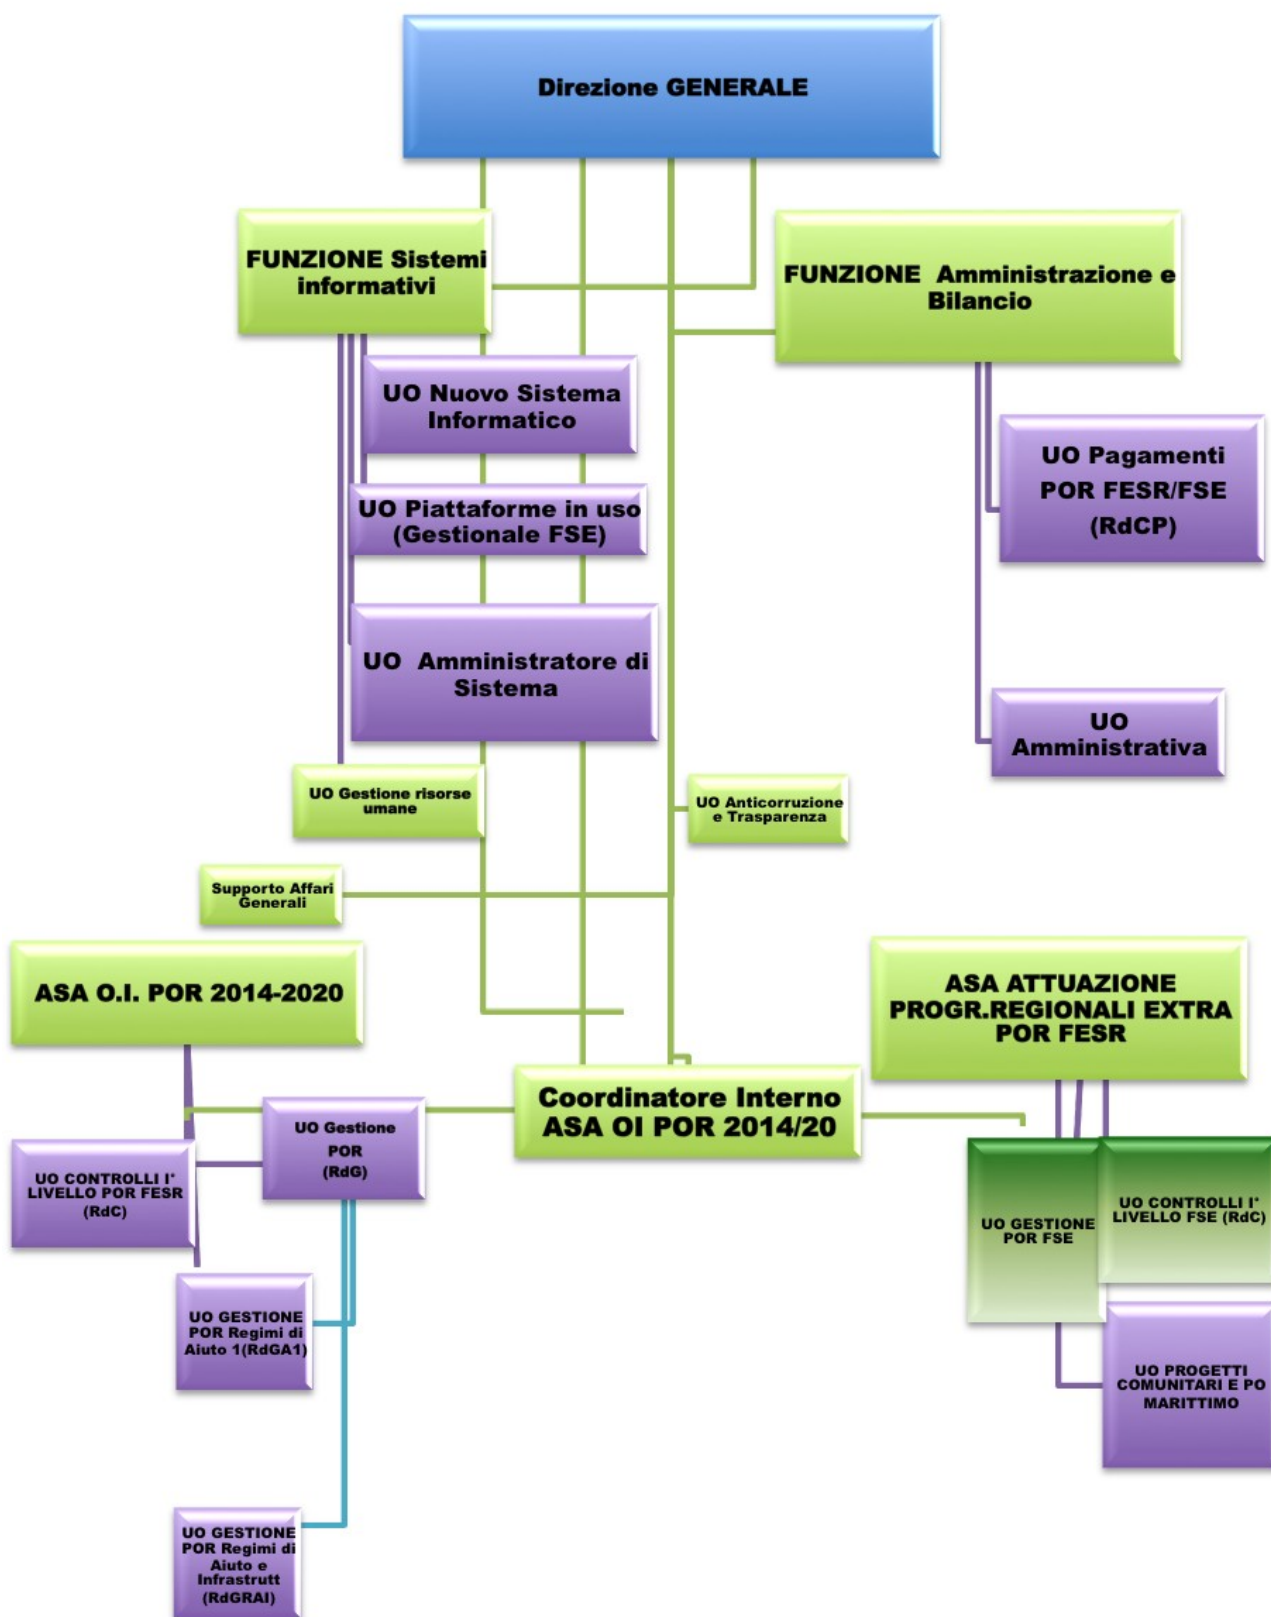 Direzione GENERALE
FUNZIONE Sistemi
informativi
FUNZIONE  Amministrazione e
Bilancio
UO Nuovo Sistema
Informatico
UO Pagamenti
POR FESR/FSE
(RdCP)
UO Piattaforme in uso
(Gestionale FSE)
UO  Amministratore di
Sistema
UO
Amministrativa
UO Gestione risorse
umane
UO Anticorruzione
e Trasparenza
Supporto Affari
Generali
ASA O.I. POR 2014-2020
ASA ATTUAZIONE
PROGR.REGIONALI EXTRA
POR FESR
Coordinatore Interno
ASA OI POR 2014/20
UO Gestione
POR
(RdG)
UO CONTROLLI I°
LIVELLO POR FESR
(RdC)
UO GESTIONE
POR FSE
UO CONTROLLI I°
LIVELLO FSE (RdC)
UO GESTIONE
POR Regimi di
Aiuto 1(RdGA1)
UO PROGETTI
COMUNITARI E PO
MARITTIMO
UO GESTIONE
POR Regimi di
Aiuto e
Infrastrutt
(RdGRAI)